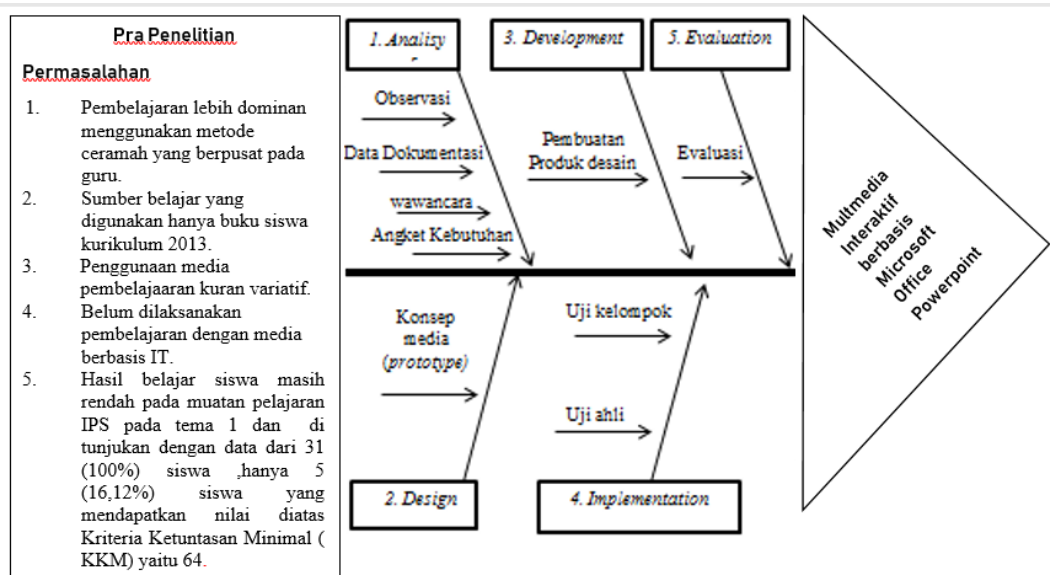 Pra Penelitian
Permasalahan
1. Pembelajaran lebih dominan
menggunakan metode
ceramah yang berpusat pada
guru.
2. Sumber belajar yang
digunakan hanya buku siswa
kurikulum 2013.
3. Penggunaan media
pembelajaaran kuran variatif.
4. Belum dilaksanakan
pembelajaran dengan media
berbasis IT.
5. Hasil belajar siswa masih
rendah pada muatan pelajaran
IPS pada tema 1 dan di
tunjukan dengan data dari 31
(100%) siswa ,hanya 5
(16,12%) siswa yang
mendapatkan nilai diatas
Kriteria Ketuntasan Minimal (
KKM) yaitu 64.
1. Analisy
Observasi
Data Dokumentasi
wawancara
Angket Kebutuhan
3. Development
Pembuatan
Produk desain
5. Evaluation
Evaluasi
Konsep
media
(prototype)
2. Design
Uji kelompok
Uji ahli
4. Implementation
Multmedia
Interaktif
berbasis
Microsoft
Office
Powerpoint